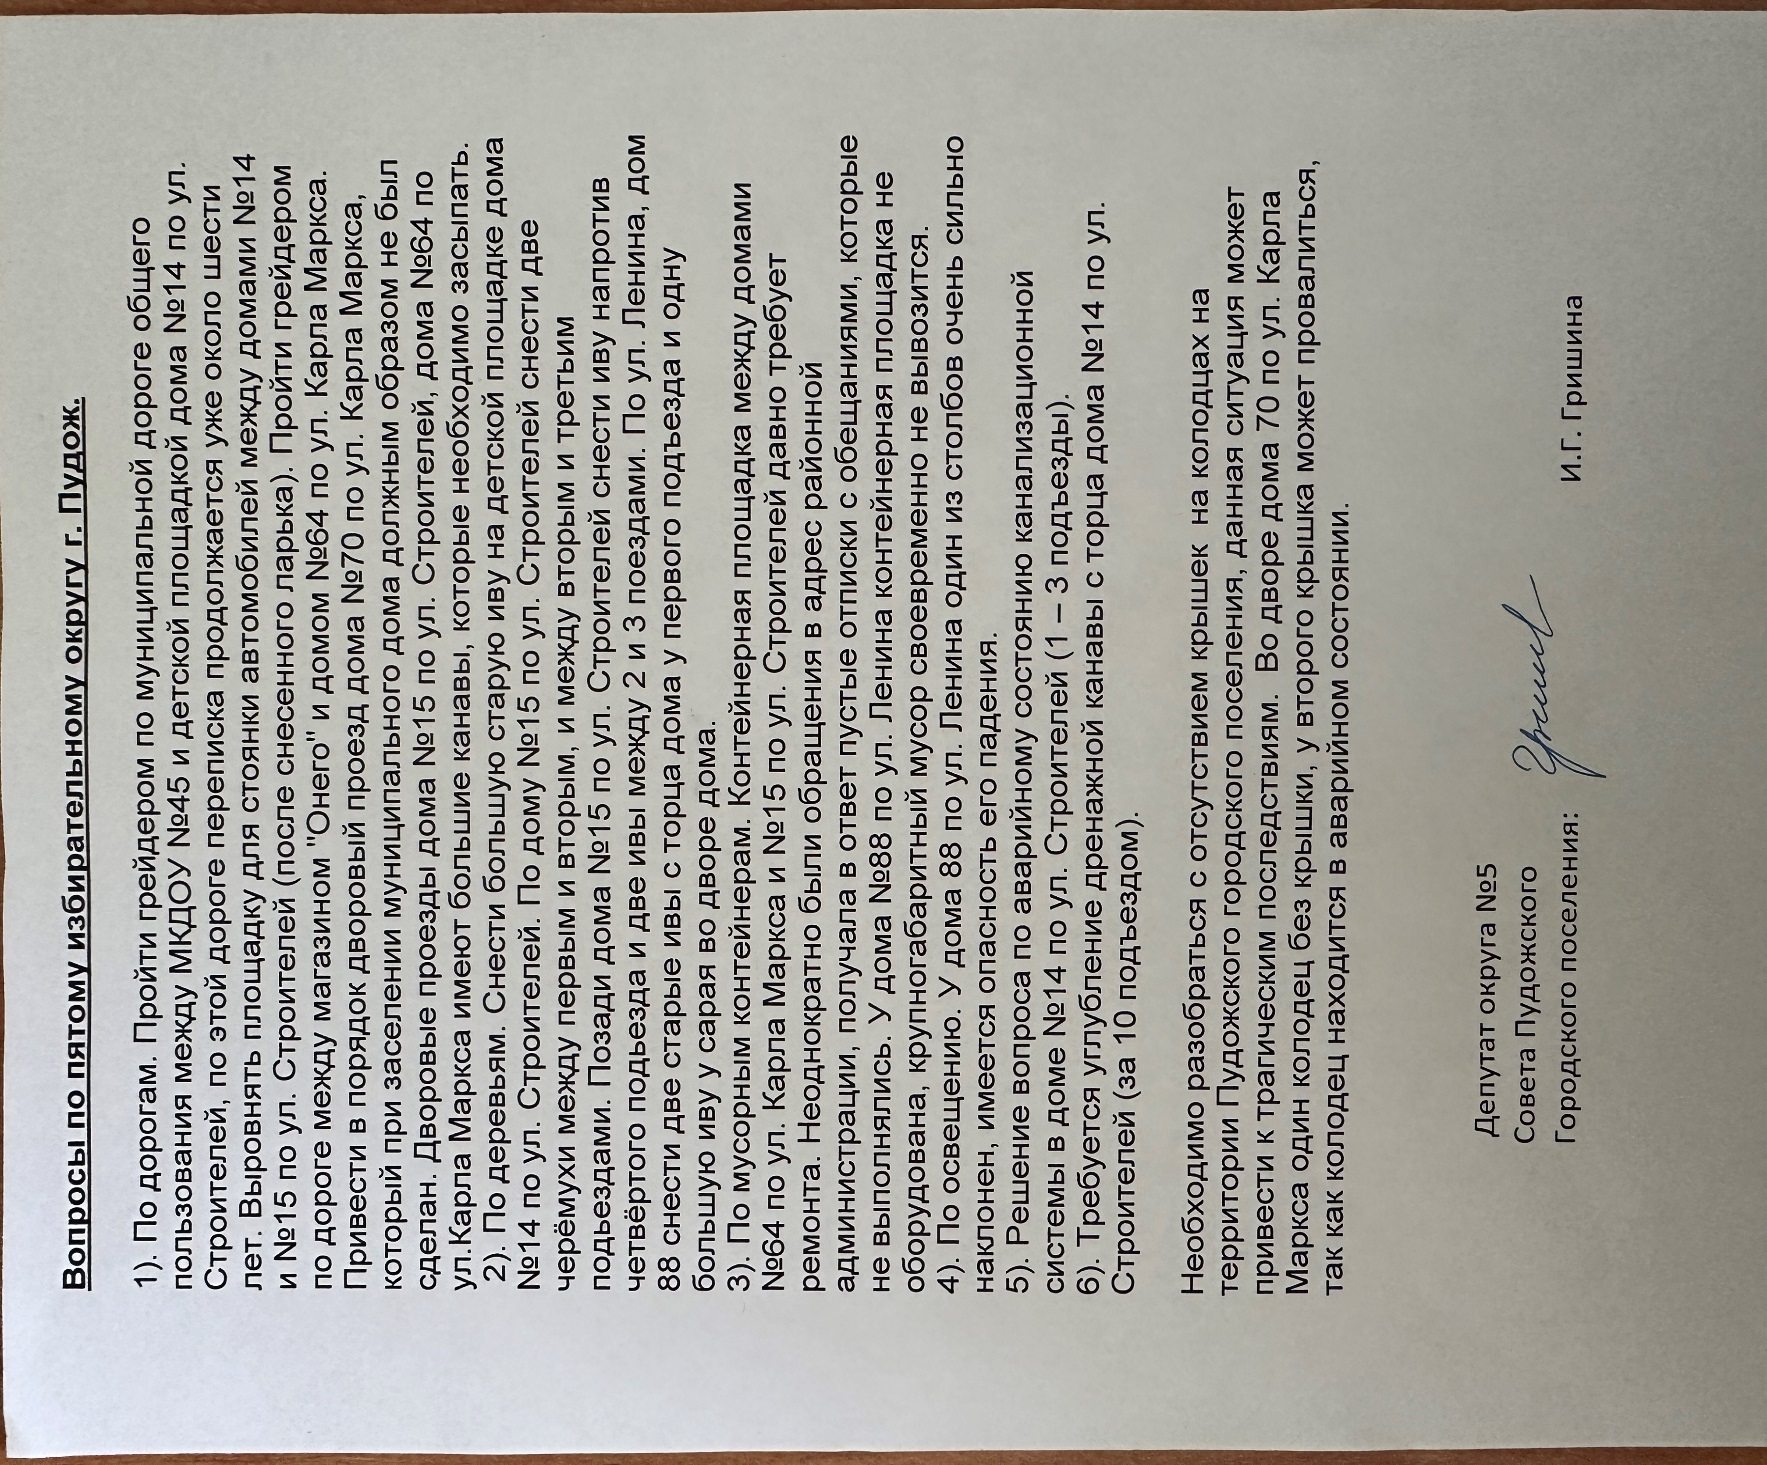 Вопросы по пятому избирательному округу г. Пудож.
1). По дорогам. Пройти грейдером по муниципальной дороге общего
пользования между МКДОУ №45 и детской площадкой дома №14 по ул.
Строителей, по этой дороге переписка продолжается уже около шести
лет. Выровнять площадку для стоянки автомобилей между домами №14
и №15 по ул. Строителей (после снесенного ларька). Пройти грейдером
по дороге между магазином "Онего" и домом №64 по ул. Карла Маркса.
Привести в порядок дворовый проезд дома №70 по ул. Карла Маркса,
который при заселении муниципального дома должным образом не был
сделан. Дворовые проезды дома №15 по ул. Строителей, дома №64 по
ул.Карла Маркса имеют большие канавы, которые необходимо засыпать.
2). По деревьям. Снести большую старую иву на детской площадке дома
№14 по ул. Строителей. По дому №15 по ул. Строителей снести две
черёмухи между первым и вторым, и между вторым и третьим
подьездами. Позади дома №15 по ул. Строителей снести иву напротив
четвёртого подьезда и две ивы между 2 и 3 поездами. По ул. Ленина, дом
88 снести две старые ивы с торца дома у первого подъезда и одну
большую иву у сарая во дворе дома.
3). По мусорным контейнерам. Контейнерная площадка между домами
№64 по ул. Карла Маркса и №15 по ул. Строителей давно требует
ремонта. Неоднократно были обращения в адрес районной
администрации, получала в ответ пустые отписки с обещаниями, которые
не выполнялись. У дома №88 по ул. Ленина контейнерная площадка не
оборудована, крупногабаритный мусор своевременно не вывозится.
4). По освещению. У дома 88 по ул. Ленина один из столбов очень сильно
наклонен, имеется опасность его падения.
5). Решение вопроса по аварийному состоянию канализационной
системы в доме №14 по ул. Строителей (1 – 3 подъезды).
6). Требуется углубление дренажной канавы с торца дома №14 по ул.
Строителей (за 10 подъездом).
Необходимо разобраться с отсутствием крышек на колодцах на
территории Пудожского городского поселения, данная ситуация может
привести к трагическим последствиям. Во дворе дома 70 по ул. Карла
Маркса один колодец без крышки, у второго крышка может провалиться,
так как колодец находится в аварийном состоянии.
Депутат округа №5
Совета Пудожского
Городского поселения: И.Г. Гришина